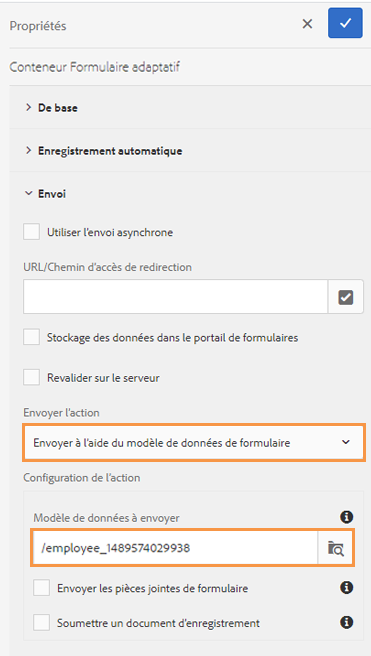 Propriétés
Conteneur Formulaire adaptatif
De base
Enregistrement automatique
Envoi
Utiliser l'envoi asynchrone
URL/Chemin d'accès de redirection
Stockage des données dans le portail de formulaires
Revalider sur le serveur
Envoyer l'action
Envoyer à l'aide du modèle de données de formulaire
Configuration de l'action
Modèle de données à envoyer
/employee_1489574029938
Envoyer les pièces jointes de formulaire
Soumettre un document d'enregistrement